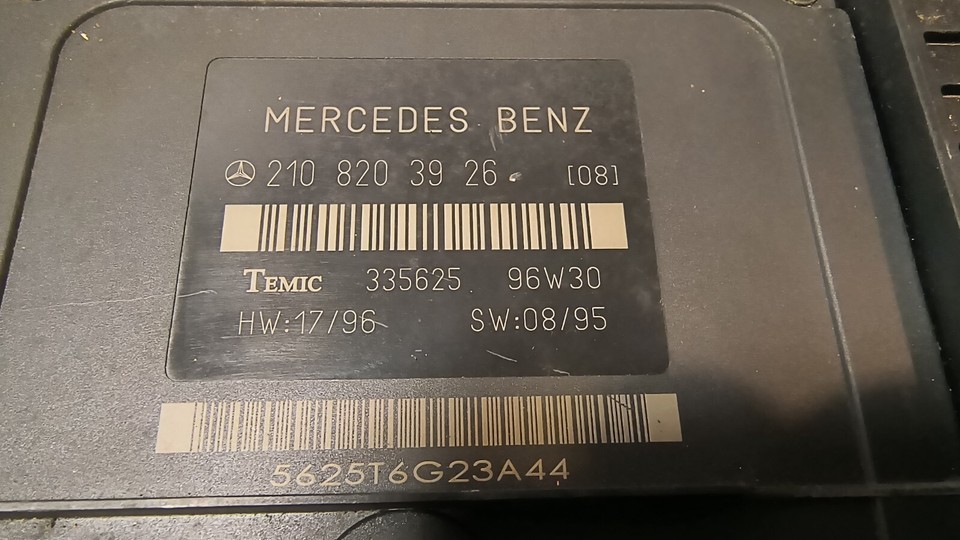 MERCEDES BENZ
210 820 39 26 [08]
TEMIC 335625 96W30
HW:17/96 SW:08/95
5625T6G23A44